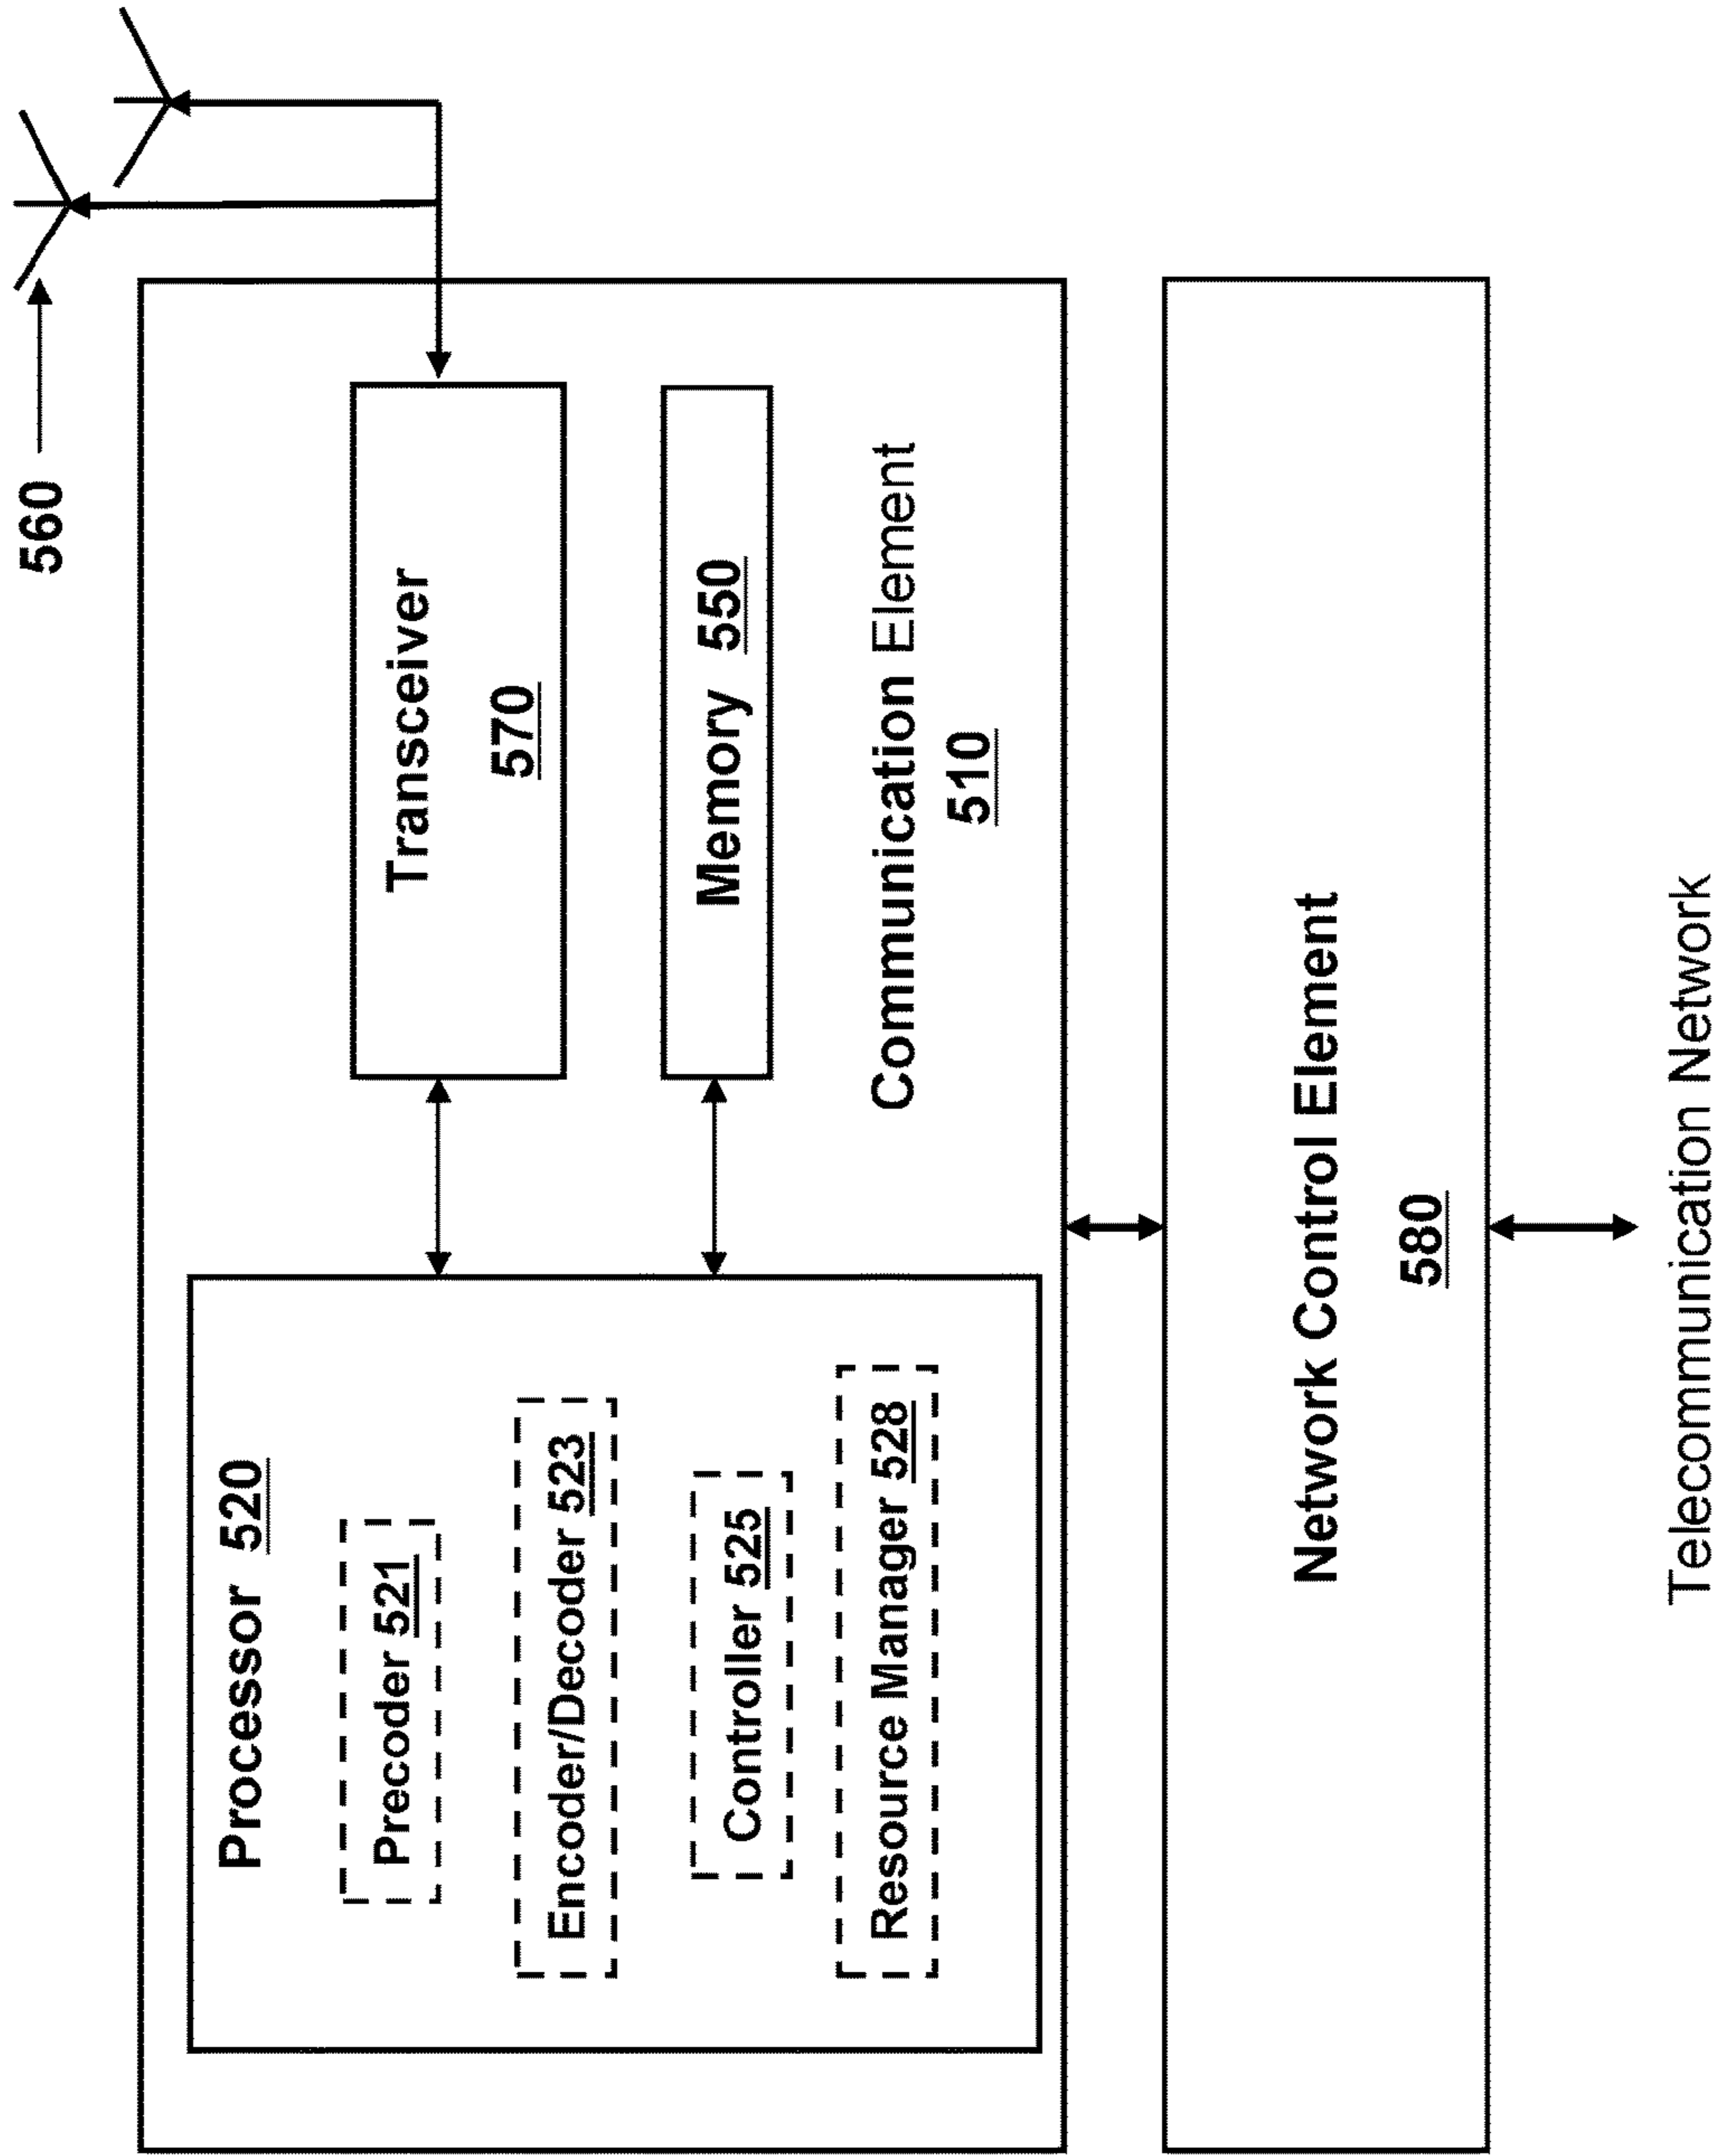 560
Processor 520
Precoder 521
Encoder/Decoder 523
Controller 525
Resource Manager 528
Transceiver
570
Memory 550
Communication Element
510
Network Control Element
580
Telecommunication Network